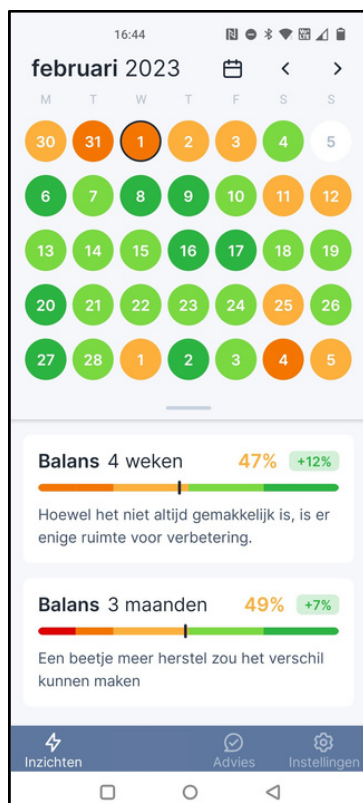 16:44
februari 2023
M T W T F S S
30 31 1 2 3 4 5
6 7 8 9 10 11 12
13 14 15 16 17 18 19
20 21 22 23 24 25 26
27 28 1 2 3 4 5
Balans 4 weken 47% +12%
Hoewel het niet altijd gemakkelijk is, is er
enige ruimte voor verbetering.
Balans 3 maanden 49% +7%
Een beetje meer herstel zou het verschil
kunnen maken
Inzichten Advies Instellingen